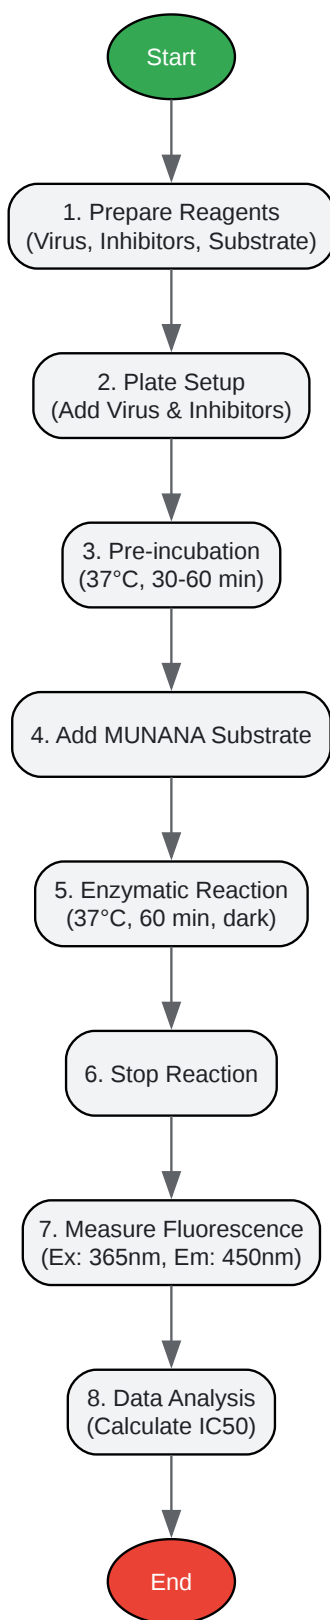 Start
1. Prepare Reagents
(Virus, Inhibitors, Substrate)
2. Plate Setup
(Add Virus & Inhibitors)
3. Pre-incubation
(37°C, 30-60 min)
4. Add MUNANA Substrate
5. Enzymatic Reaction
(37°C, 60 min, dark)
6. Stop Reaction
7. Measure Fluorescence
(Ex: 365nm, Em: 450nm)
8. Data Analysis
(Calculate IC50)
End